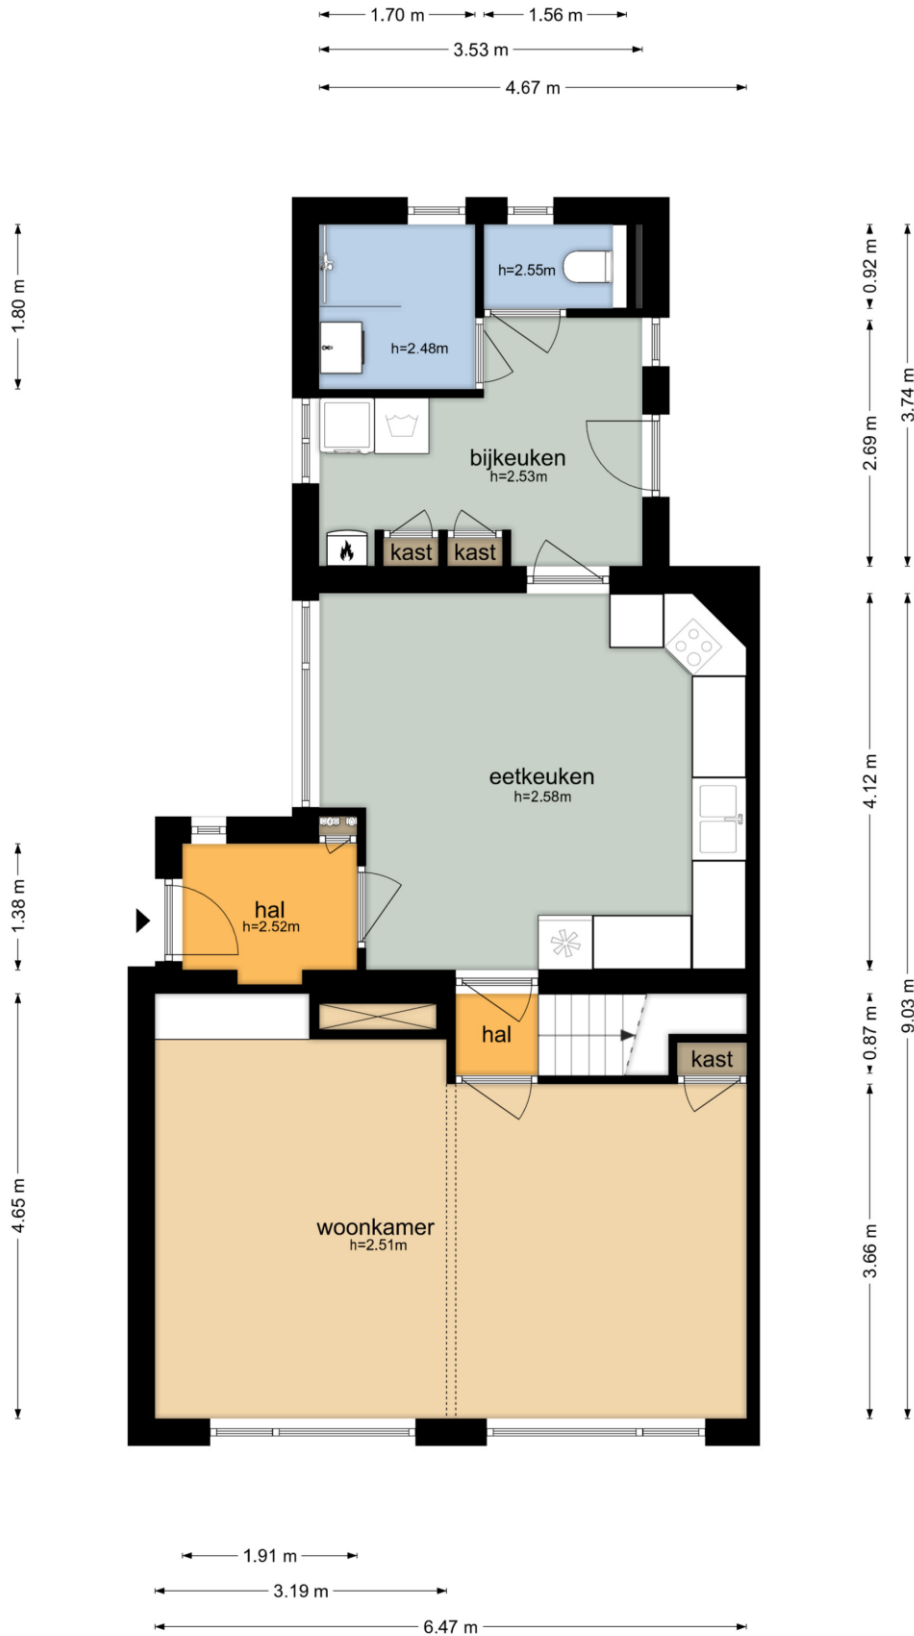 1.70 m
1.56 m
3.53 m
4.67 m
1.80 m
0.92 m
3.74 m
2.69 m
h=2.55m
h=2.48m
bijkeuken
h=2.53m
kast
kast
eetkeuken
h=2.58m
4.12 m
1.38 m
hal
h=2.52m
9.03 m
hal
kast
0.87 m
4.65 m
woonkamer
h=2.51m
3.66 m
1.91 m
3.19 m
6.47 m